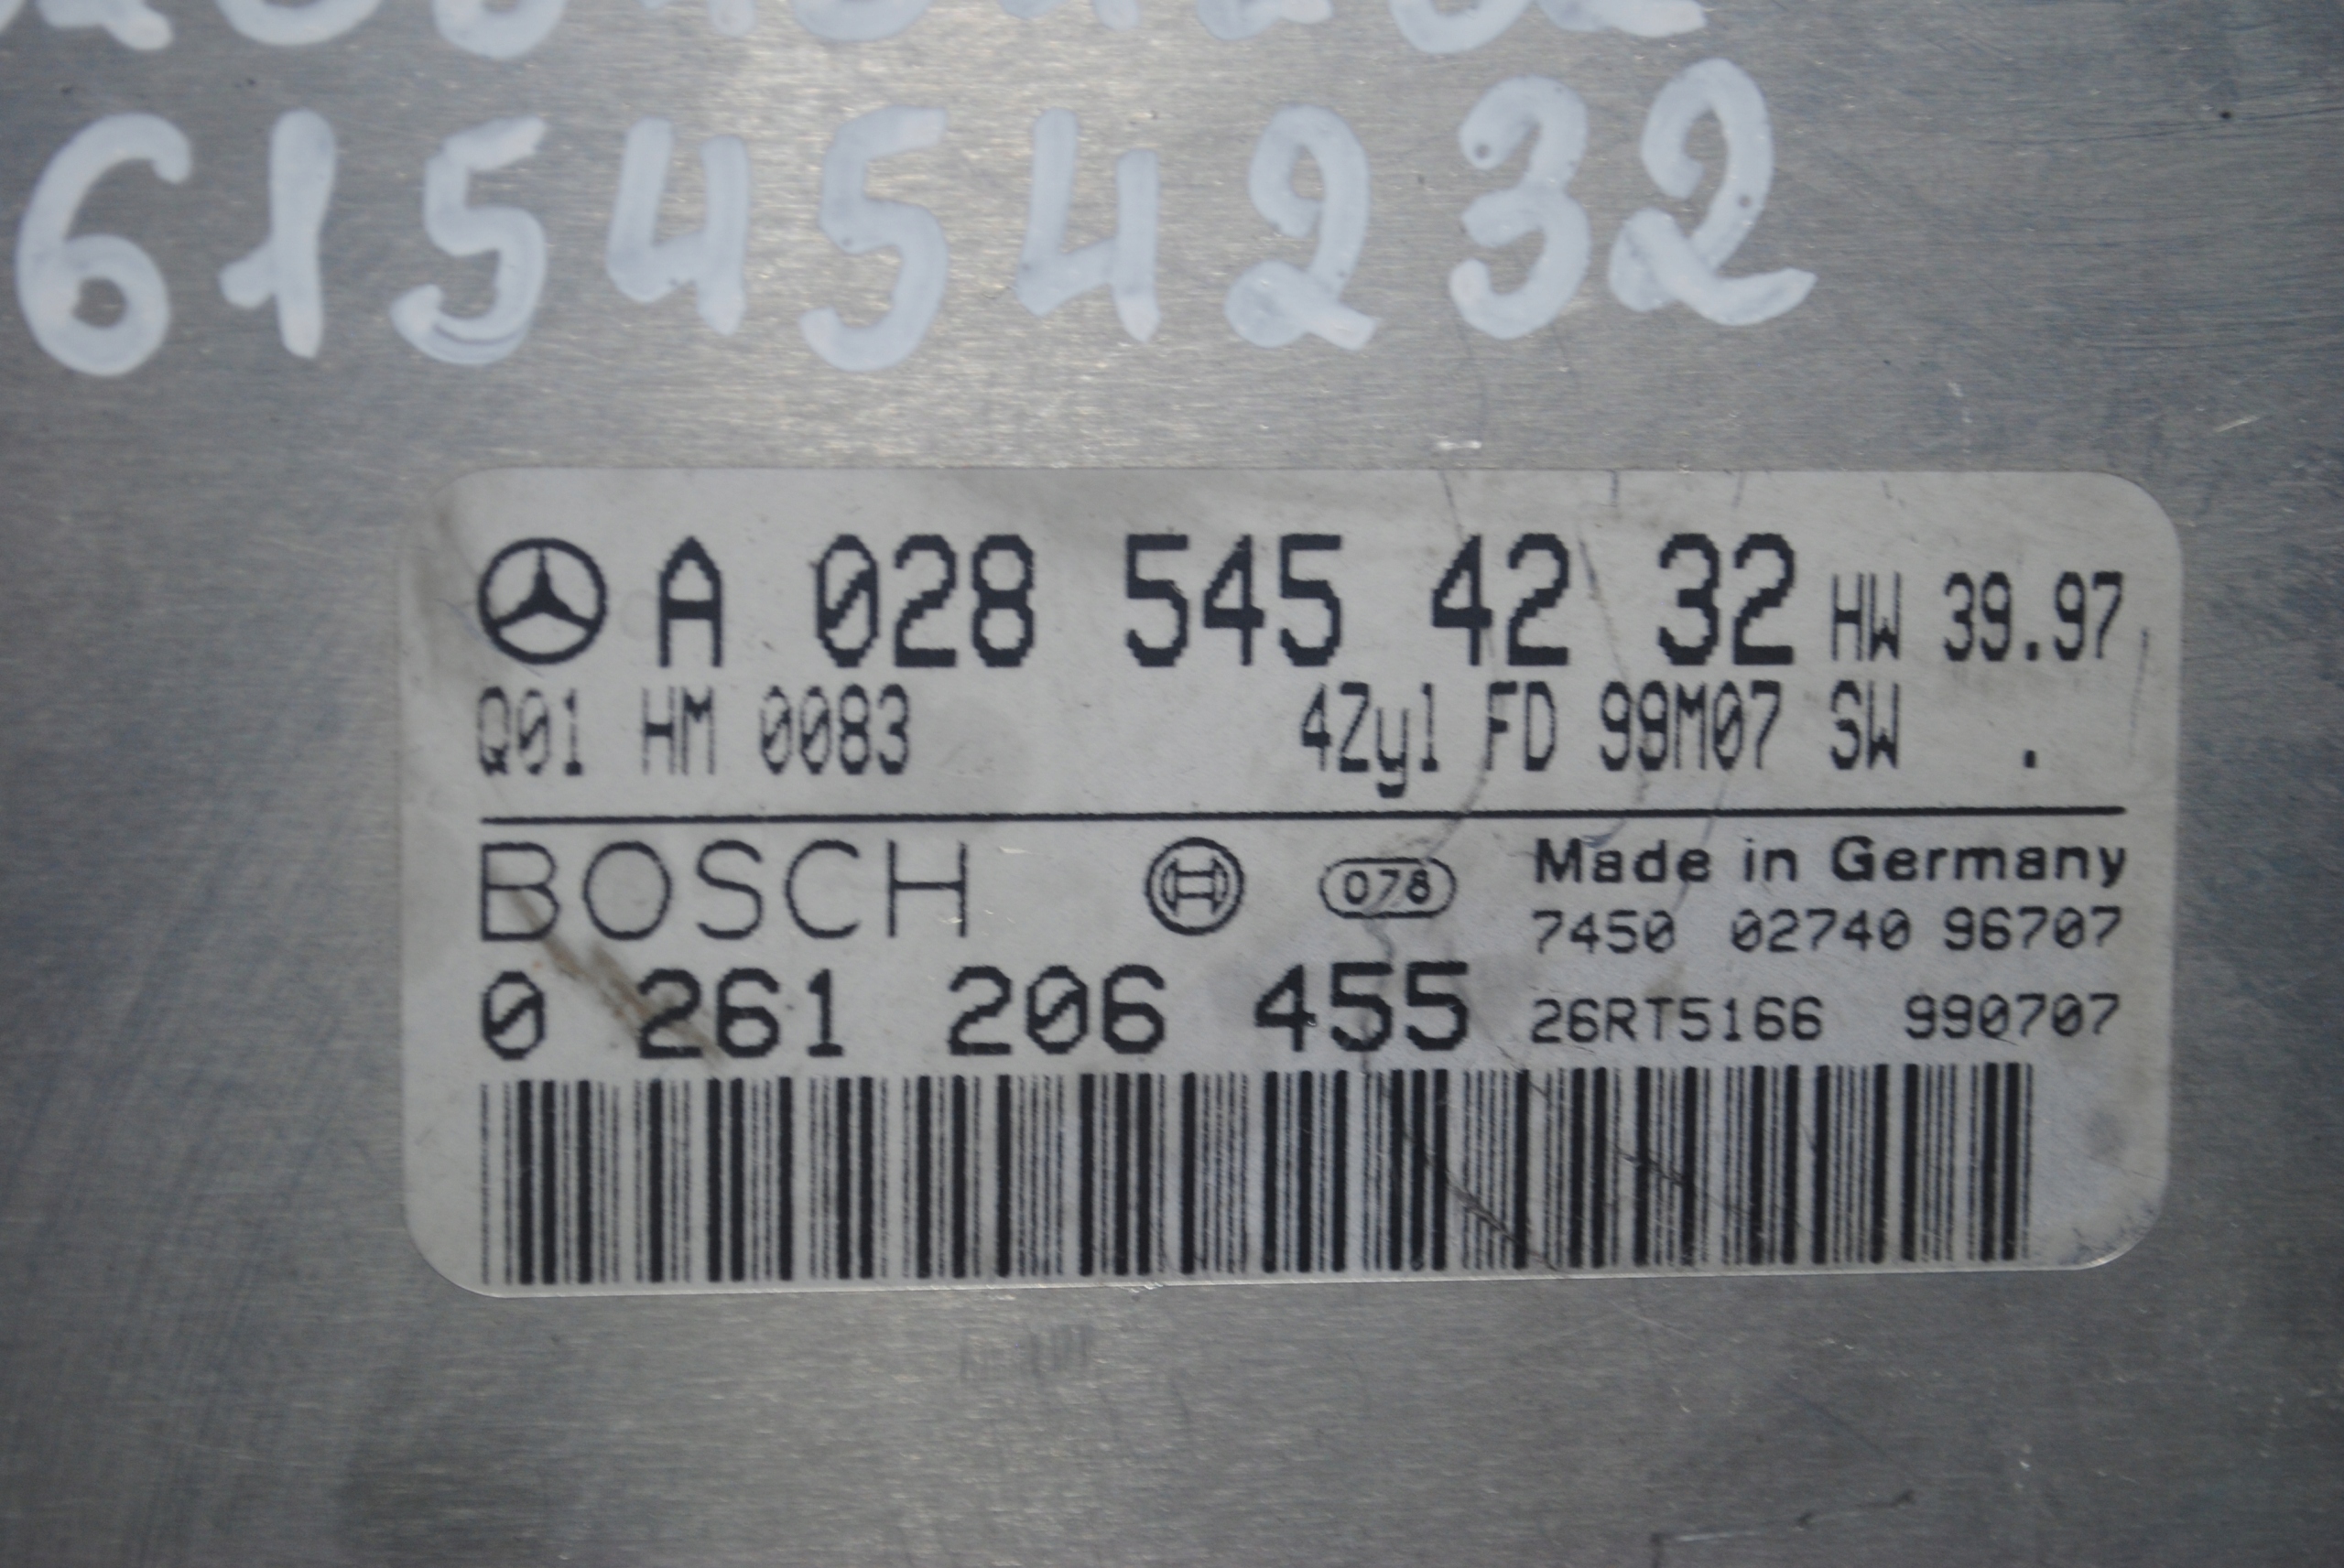 615454232
A 028 545 42 32 HW 39.97
Q01 HM 0083 4Zyl FD 99M07 SW .
BOSCH 078 Made in Germany
7450 02740 96707
0 261 206 455 26RT5166 990707